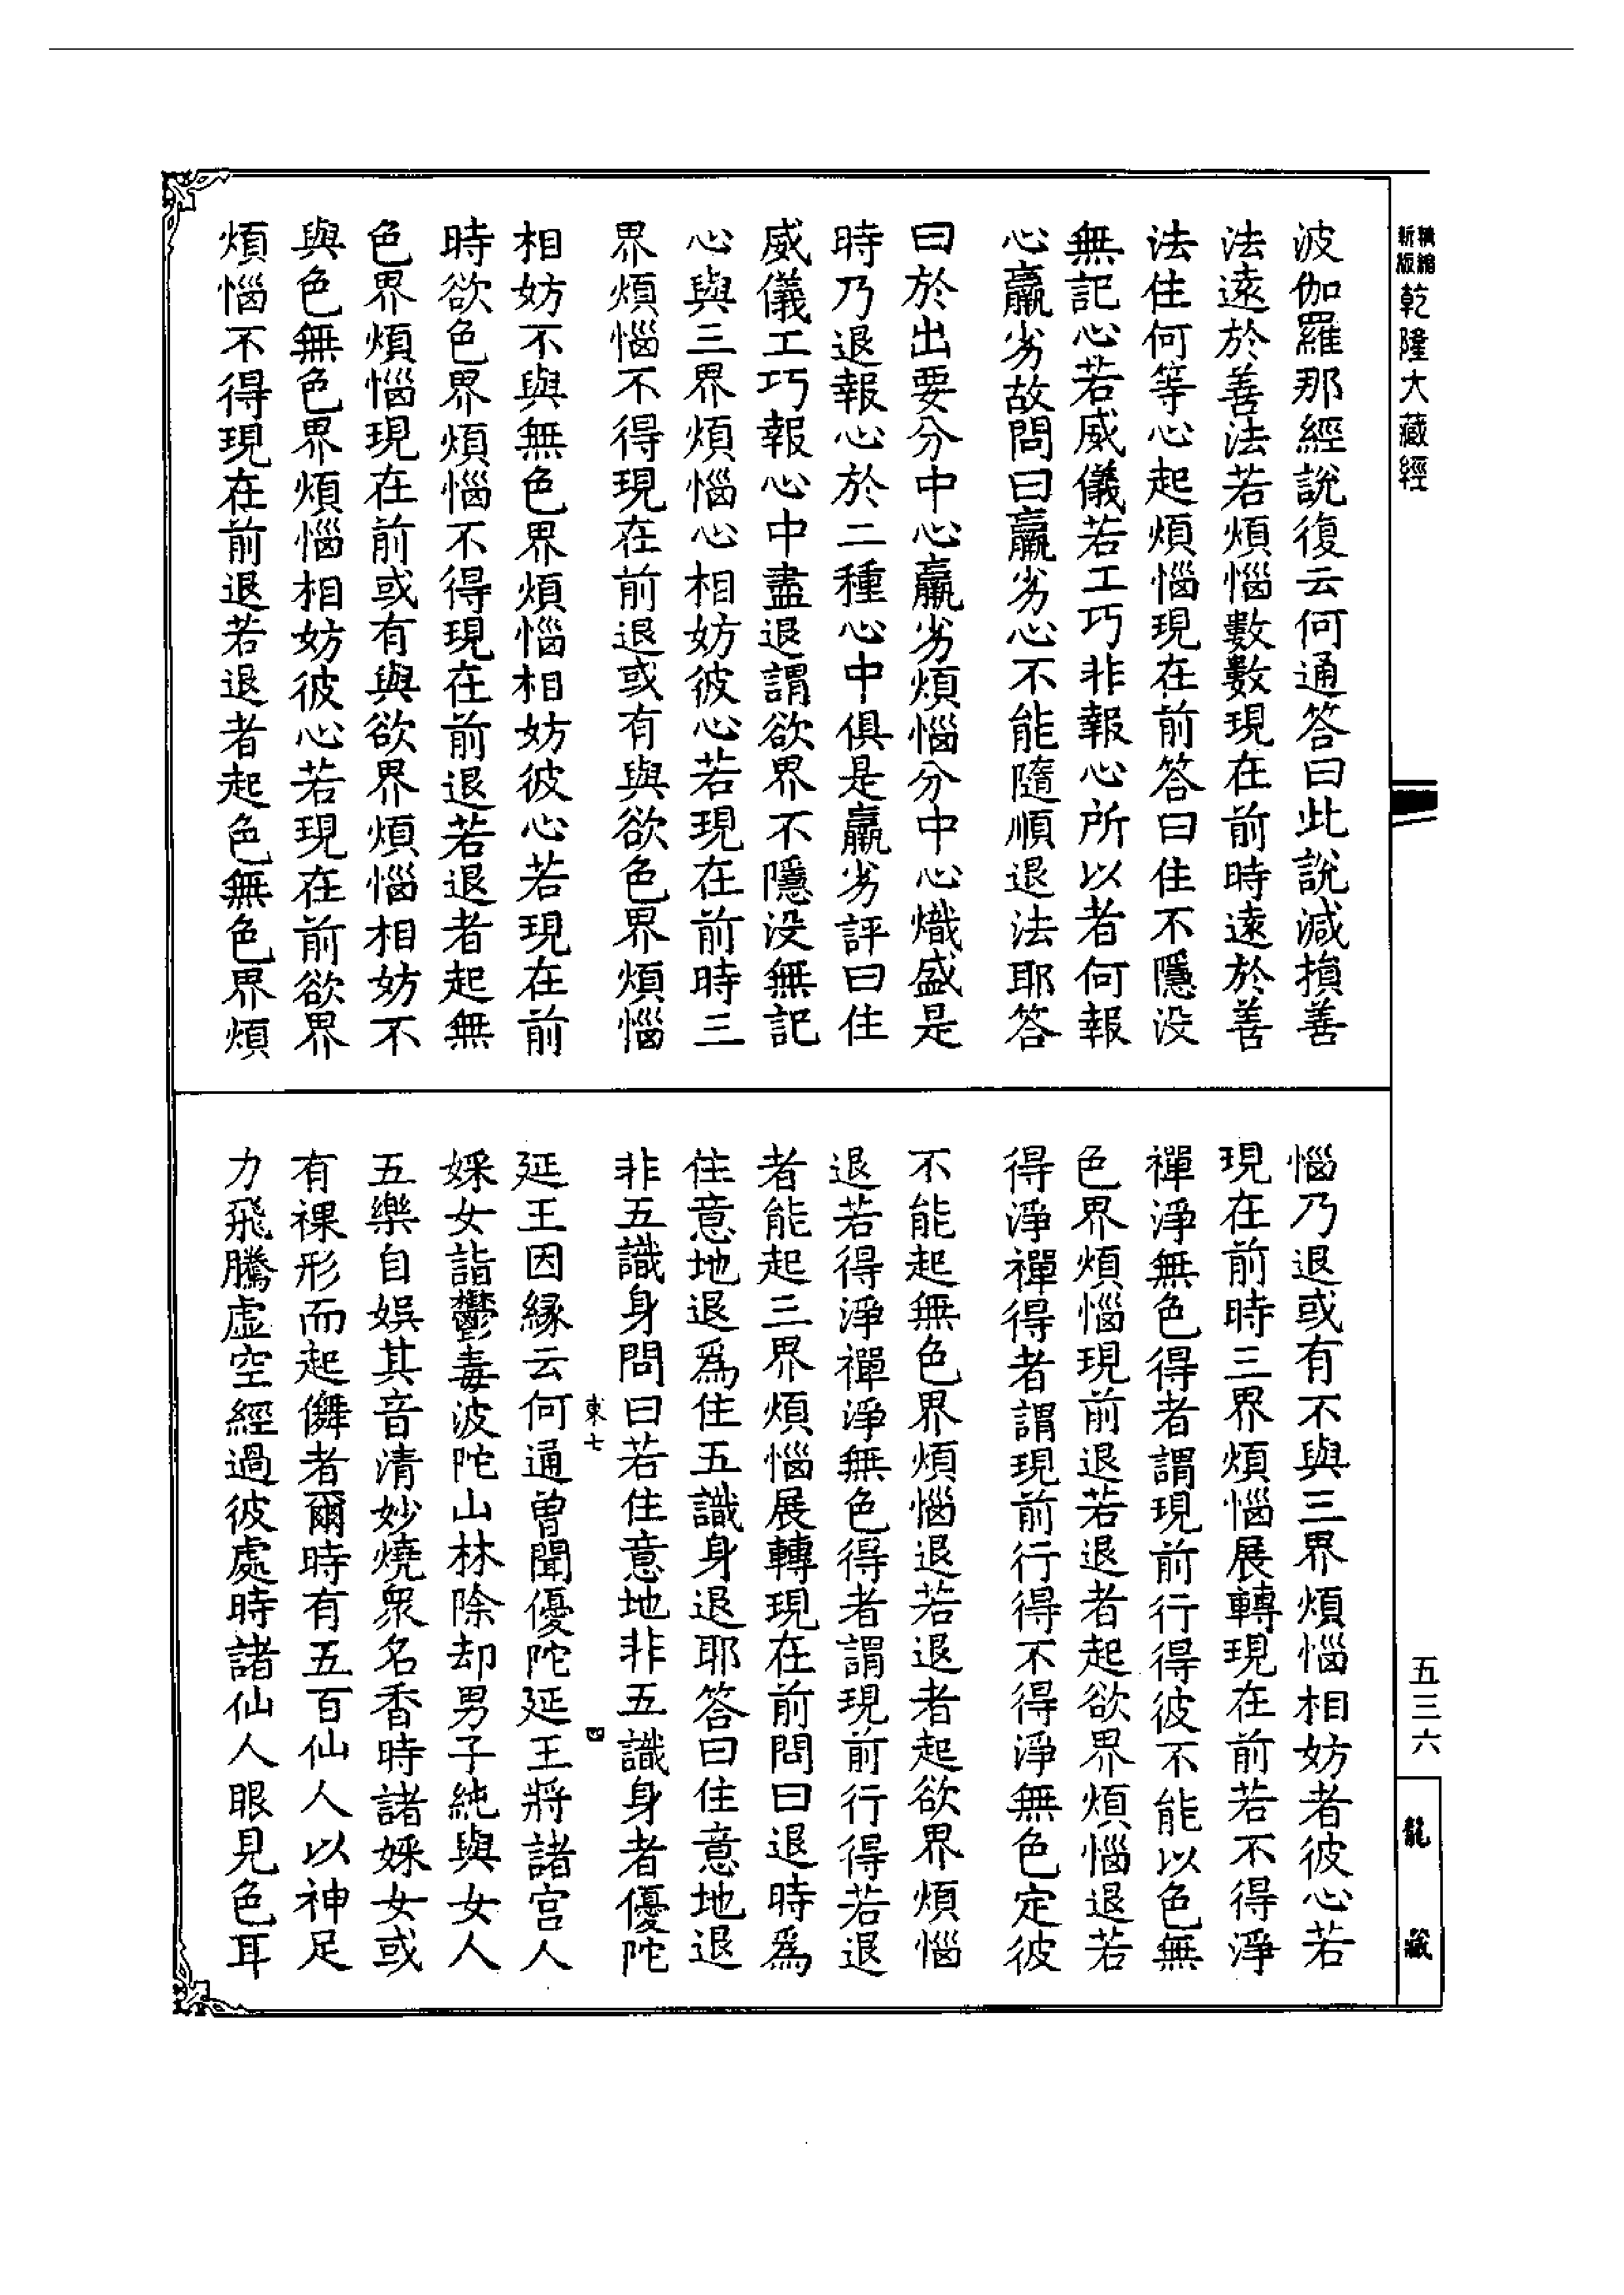 精縮新版乾隆大藏經
波伽羅那經說復云何通答曰此說減損善
法遠於善法若煩惱數數現在前時遠於善
法住何等心起煩惱現在前答曰住不隱没
無記心若威儀若工巧非報心所以者何報
心羸劣故問曰羸劣心不能隨順退法耶答
曰於出要分中心羸劣煩惱分中心熾盛是
時乃退報心於二種心中俱是羸劣評曰住
威儀工巧報心中盡退謂欲界不隱没無記
心與三界煩惱心相妨彼心若現在前時三
界煩惱不得現在前退或有與欲色界煩惱
相妨不與無色界煩惱相妨彼心若現在前
時欲色界煩惱不得現在前退若退者起無
色界煩惱現在前或有與欲界煩惱相妨不
與色無色界煩惱相妨彼心若現在前欲界
煩惱不得現在前退若退者起色無色界煩
惱乃退或有不與三界煩惱相妨者彼心若
現在前時三界煩惱展轉現在前若不得淨
禪淨無色得者謂現前行得彼不能以色無
色界煩惱現前退若退者起欲界煩惱退若
得淨禪得者謂現前行得不得淨無色定彼
不能起無色界煩惱退若退者起欲界煩惱
退若得淨禪淨無色得者謂現前行得若退
者能起三界煩惱展轉現在前問曰退時爲
住意地退爲住五識身退耶答曰住意地退
非五識身問曰若住意地非五識身者優陀
東七
四
延王因緣云何通曾聞優陀延王將諸宮人
婇女詣鬱毒波陀山林除却男子純與女人
五樂自娛其音清妙燒衆名香時諸婇女或
有裸形而起儛者爾時有五百仙人以神足
力飛騰虛空經過彼處時諸仙人眼見色耳
五三六
龍藏